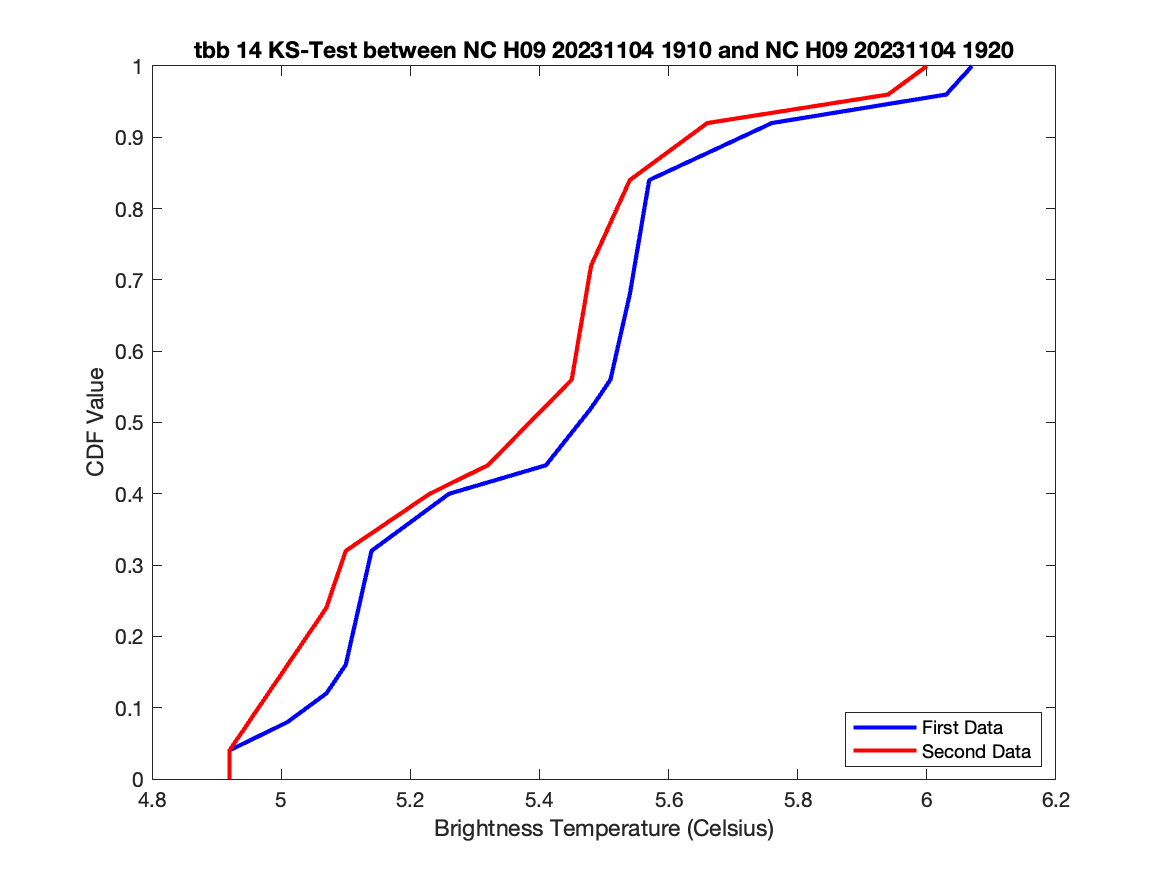 tbb 14 KS-Test between NC H09 20231104 1910 and NC H09 20231104 1920
1
0.9
0.8
0.7
0.6
0.5
0.4
0.3
0.2
0.1
0
CDF Value
First Data
Second Data
4.8 5 5.2 5.4 5.6 5.8 6 6.2
Brightness Temperature (Celsius)